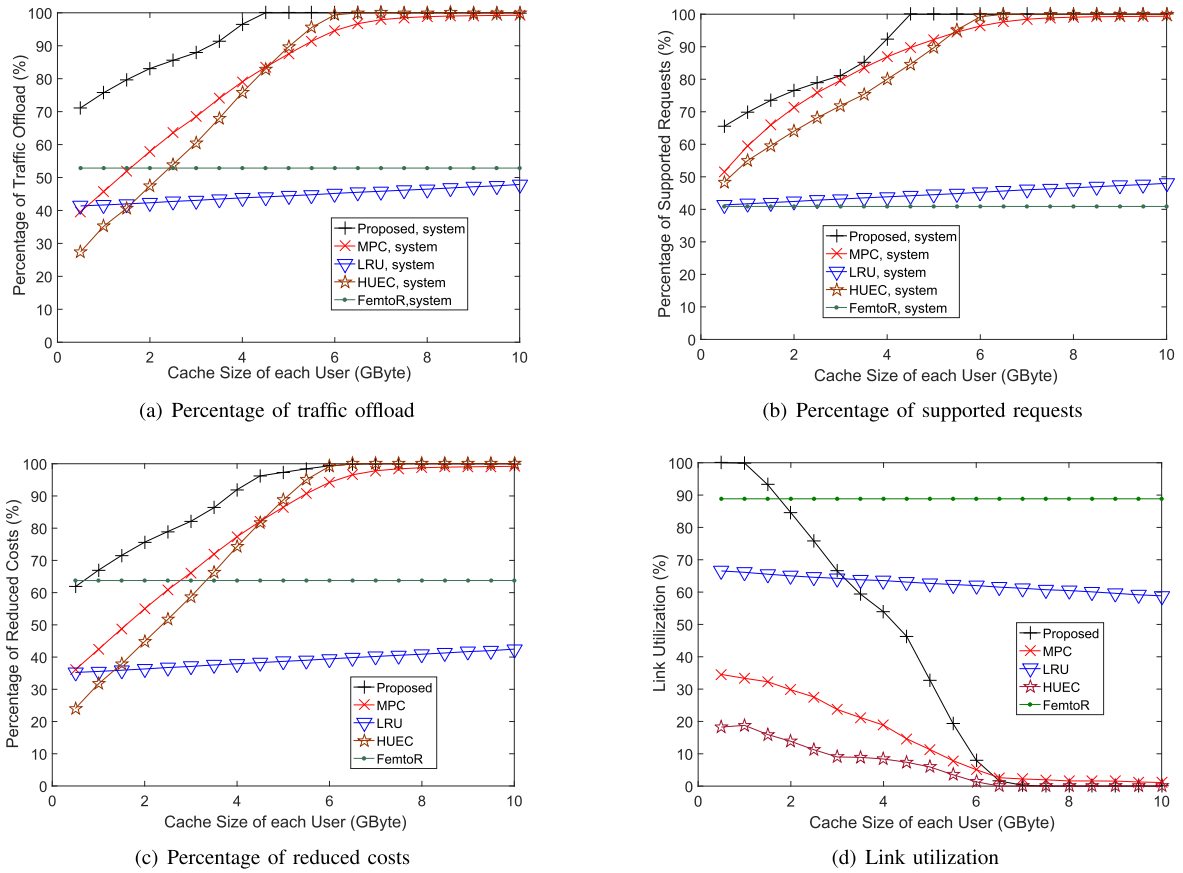 100
90
80
70
60
50
40
30
20
10
0
Percentage of Traffic Offload (%)
Proposed, system
MPC, system
LRU, system
HUEC, system
FemtoR,system
0 2 4 6 8 10
Cache Size of each User (GByte)
(a) Percentage of traffic offload
100
90
80
70
60
50
40
30
20
10
0
Percentage of Supported Requests (%)
Proposed, system
MPC, system
LRU, system
HUEC, system
FemtoR, system
0 2 4 6 8 10
Cache Size of each User (GByte)
(b) Percentage of supported requests
100
90
80
70
60
50
40
30
20
10
0
Percentage of Reduced Costs (%)
Proposed
MPC
LRU
HUEC
FemtoR
0 2 4 6 8 10
Cache Size of each User (GByte)
(c) Percentage of reduced costs
100
90
80
70
60
50
40
30
20
10
0
Link Utilization (%)
Proposed
MPC
LRU
HUEC
FemtoR
0 2 4 6 8 10
Cache Size of each User (GByte)
(d) Link utilization